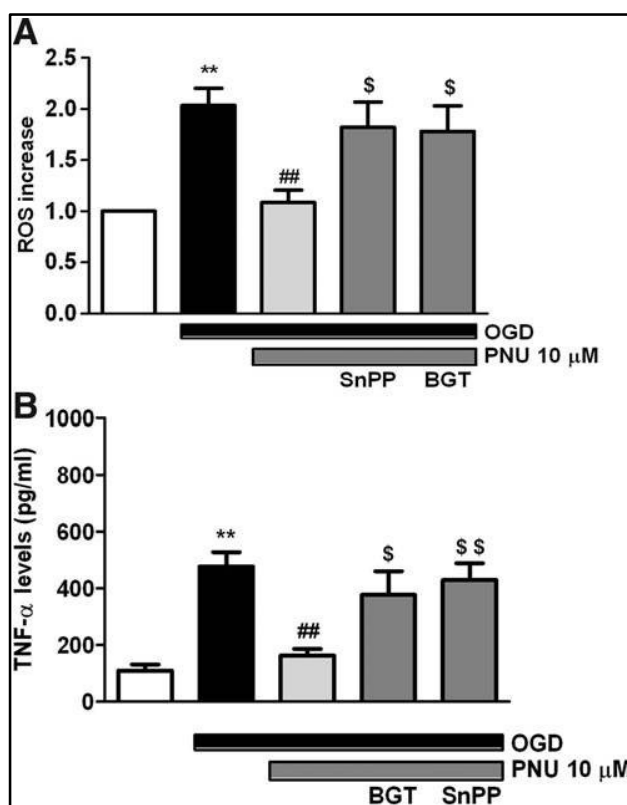 A
ROS increase
2.5
2.0
1.5
1.0
0.5
0.0
**
##
$
$
OGD
PNU 10 µM
SnPP BGT
B
TNF-α levels (pg/ml)
1000
800
600
400
200
0
**
##
$
$ $
OGD
PNU 10 µM
BGT SnPP